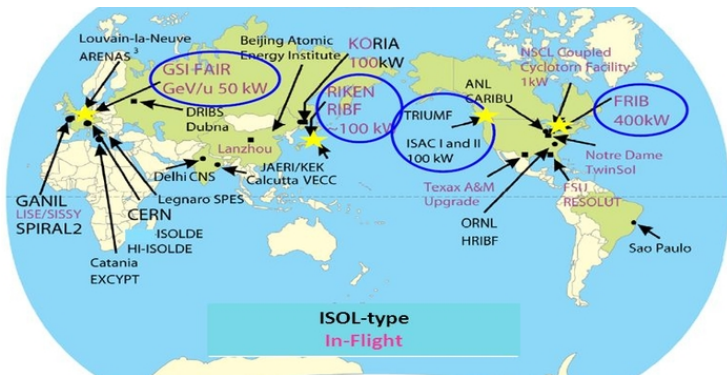 Louvain-la-Neuve
ARENAS³
GSI FAIR
GeV/u 50 kW
DRIBS
Dubna
Beijing Atomic
Energy Institute
KORIA
100kW
RIKEN
RIBF
~100 kW
TRIUMF
ISAC I and II
100 kW
ANL
CARIBU
NSCL Coupled
Cyclotorn Facility
1kW
FRIB
400kW
Lanzhou
Delhi CNS
JAERI/KEK
Calcutta VECC
Legnaro SPES
GANIL
LISE/SISSY
SPIRAL2
CERN
ISOLDE
HI-ISOLDE
Catania
EXCYPT
Texax A&M
Upgrade
Notre Dame
TwinSol
FSU
RESOLUT
ORNL
HRIBF
Sao Paulo
ISOL-type
In-Flight